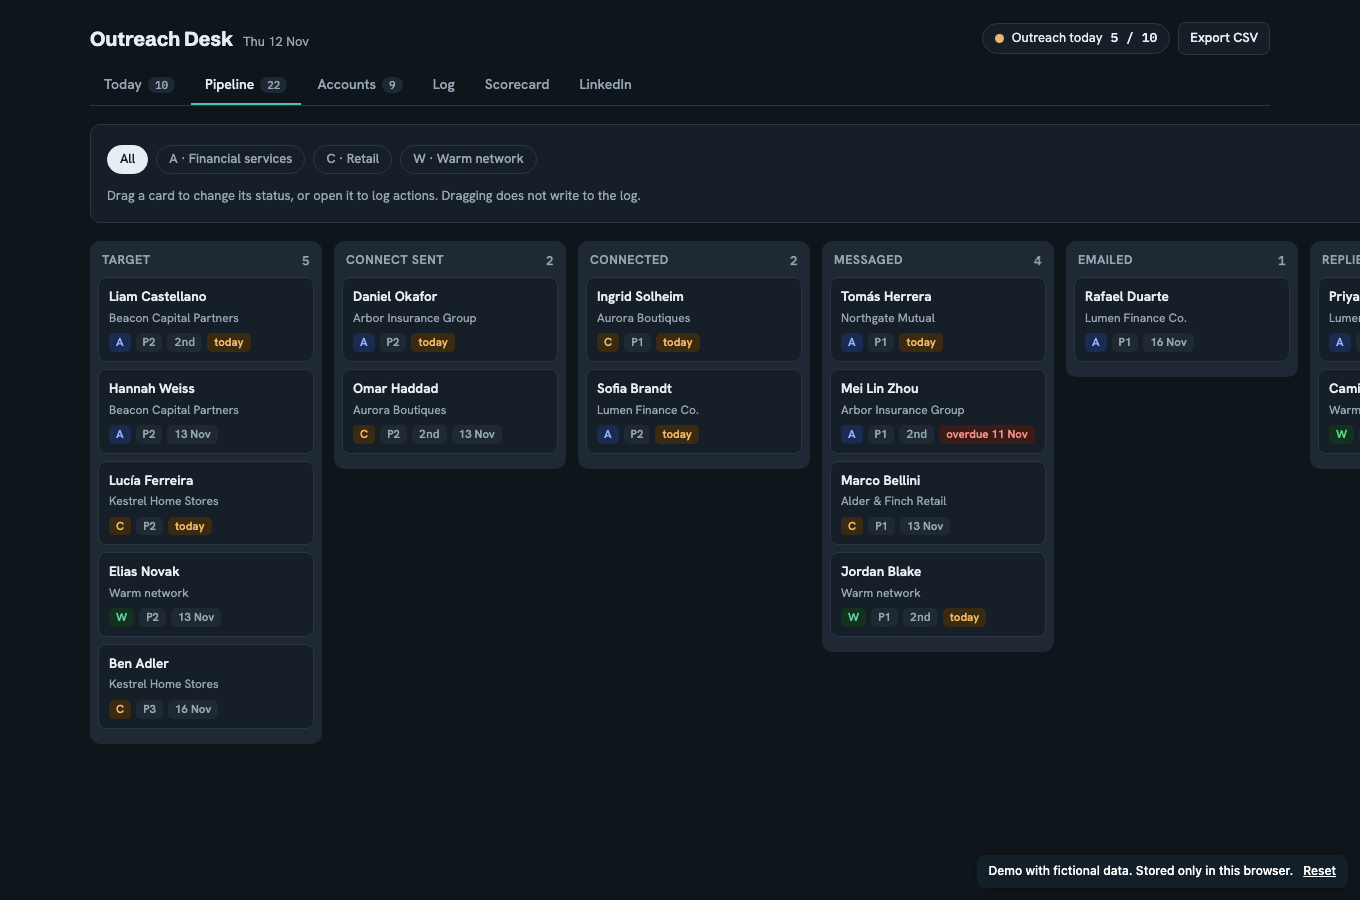 Outreach Desk Thu 12 Nov
Outreach today 5 / 10
Export CSV
Today 10
Pipeline 22
Accounts 9
Log
Scorecard
LinkedIn
All
A · Financial services
C · Retail
W · Warm network
Drag a card to change its status, or open it to log actions. Dragging does not write to the log.
TARGET 5
Liam Castellano
Beacon Capital Partners
A P2 2nd today
Hannah Weiss
Beacon Capital Partners
A P2 13 Nov
Lucía Ferreira
Kestrel Home Stores
C P2 today
Elias Novak
Warm network
W P2 13 Nov
Ben Adler
Kestrel Home Stores
C P3 16 Nov
CONNECT SENT 2
Daniel Okafor
Arbor Insurance Group
A P2 today
Omar Haddad
Aurora Boutiques
C P2 2nd 13 Nov
CONNECTED 2
Ingrid Solheim
Aurora Boutiques
C P1 today
Sofia Brandt
Lumen Finance Co.
A P2 today
MESSAGED 4
Tomás Herrera
Northgate Mutual
A P1 today
Mei Lin Zhou
Arbor Insurance Group
A P1 2nd overdue 11 Nov
Marco Bellini
Alder & Finch Retail
C P1 13 Nov
Jordan Blake
Warm network
W P1 2nd today
EMAILED 1
Rafael Duarte
Lumen Finance Co.
A P1 16 Nov
REPLIE
Priya
Lume
A
Cami
Warm
W
Demo with fictional data. Stored only in this browser. Reset